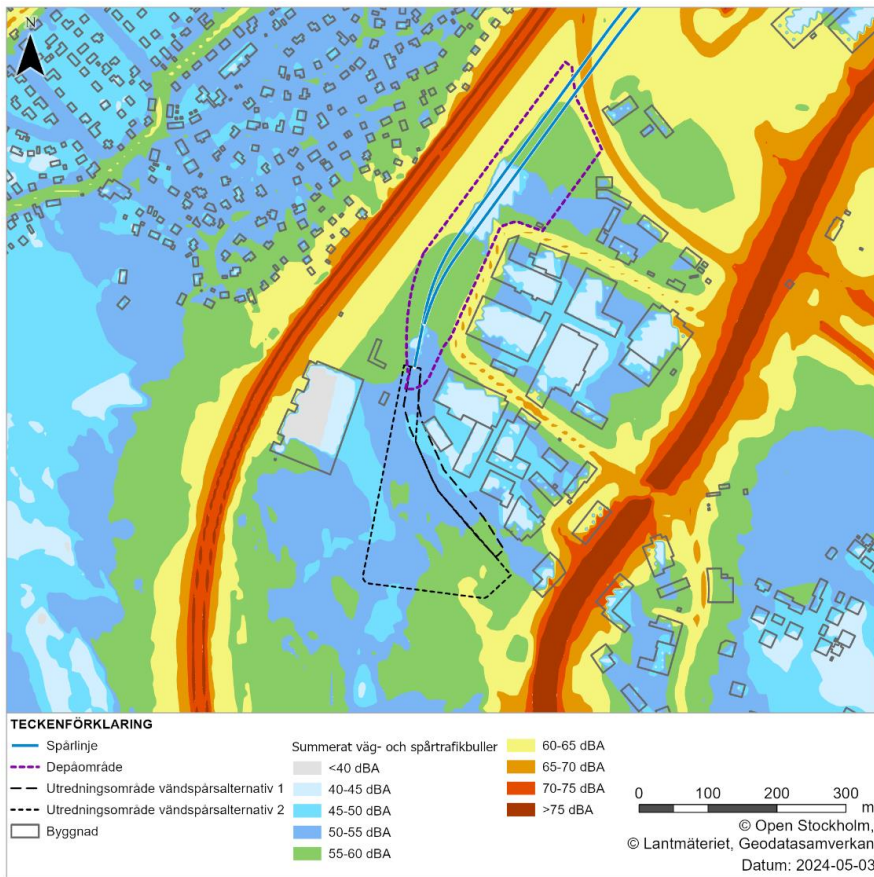 N
TECKENFÖRKLARING
Spårlinje
Depåområde
Utredningsområde vändspårsalternativ 1
Utredningsområde vändspårsalternativ 2
Byggnad
Summerat väg- och spårtrafikbuller
<40 dBA
40-45 dBA
45-50 dBA
50-55 dBA
55-60 dBA
60-65 dBA
65-70 dBA
70-75 dBA
>75 dBA
0 100 200 300 m
© Open Stockholm,
© Lantmäteriet, Geodatasamverkan
Datum: 2024-05-03